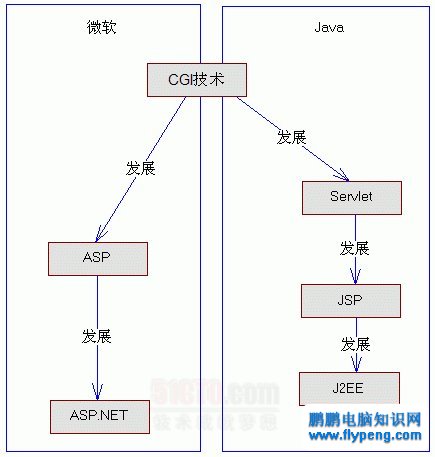 微软
Java
CGI技术
发展
发展
Servlet
发展
ASP
JSP
发展
发展
J2EE
ASP.NET
51CTO.com
技术成就梦想
鹏鹏电脑知识网
www.flypeng.com